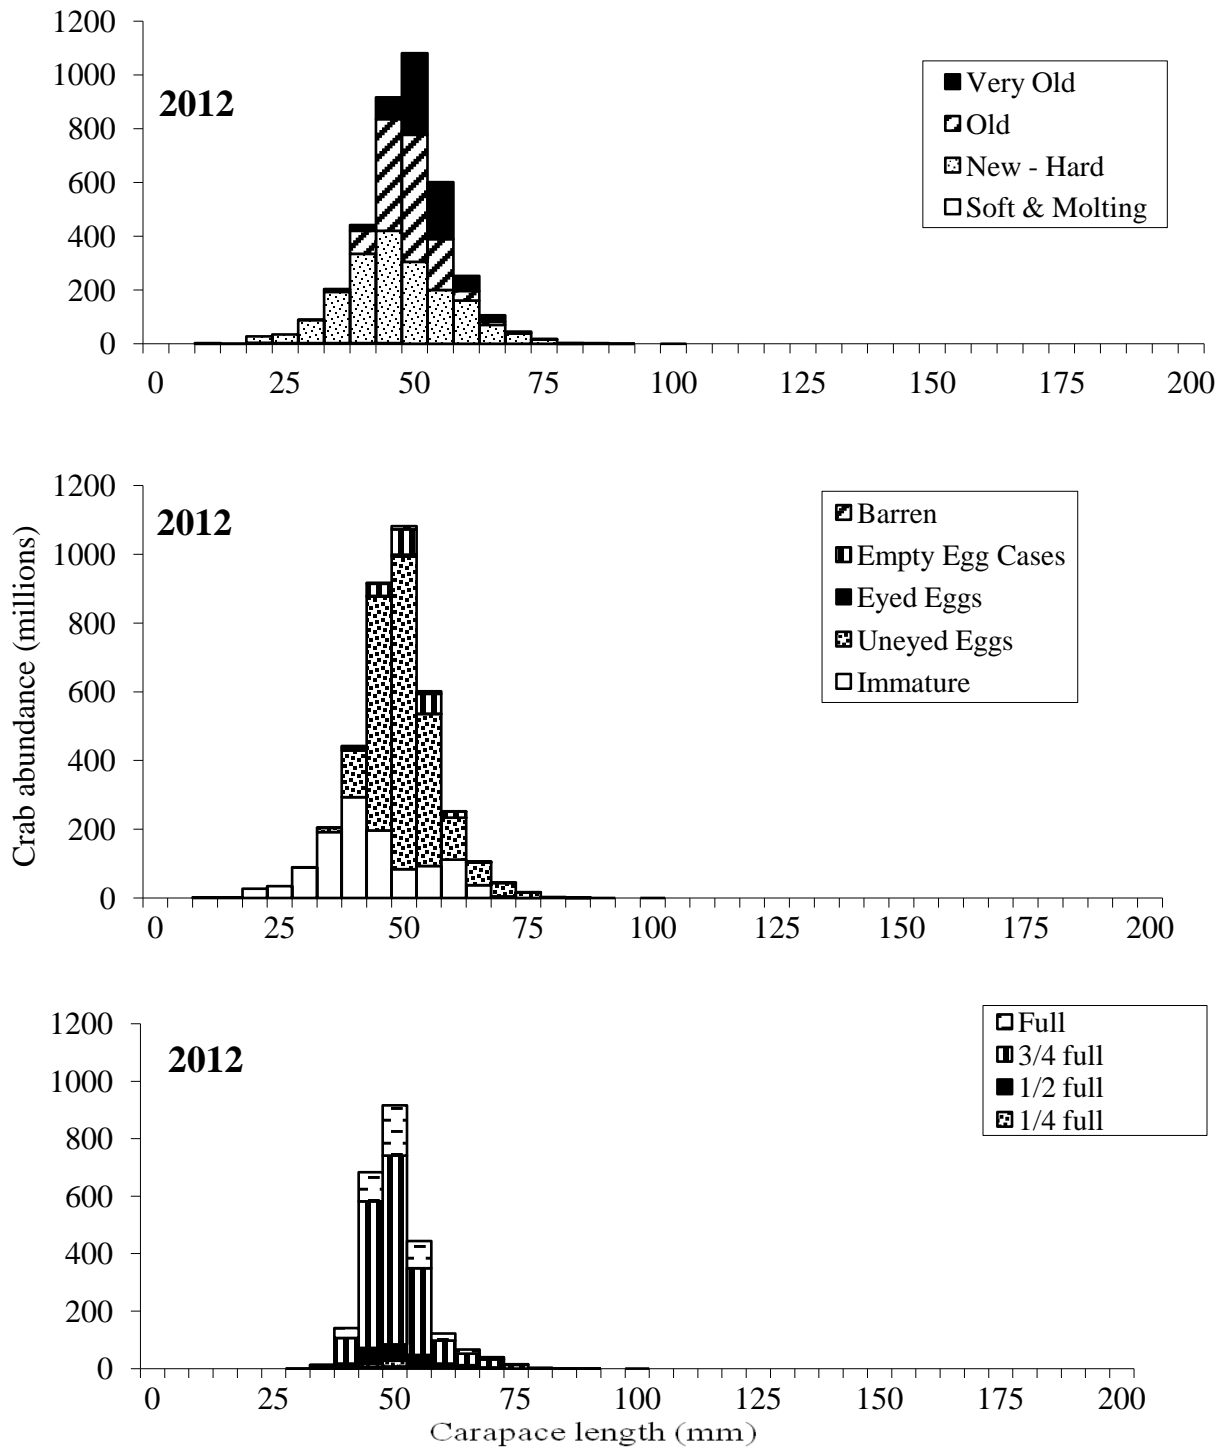 1200
1000
800
600
400
200
0
2012
Very Old
Old
New - Hard
Soft & Molting
0 25 50 75 100 125 150 175 200
Crab abundance (millions)
1200
1000
800
600
400
200
0
2012
Barren
Empty Egg Cases
Eyed Eggs
Uneyed Eggs
Immature
0 25 50 75 100 125 150 175 200
1200
1000
800
600
400
200
0
2012
Full
3/4 full
1/2 full
1/4 full
0 25 50 75 100 125 150 175 200
Carapace length (mm)